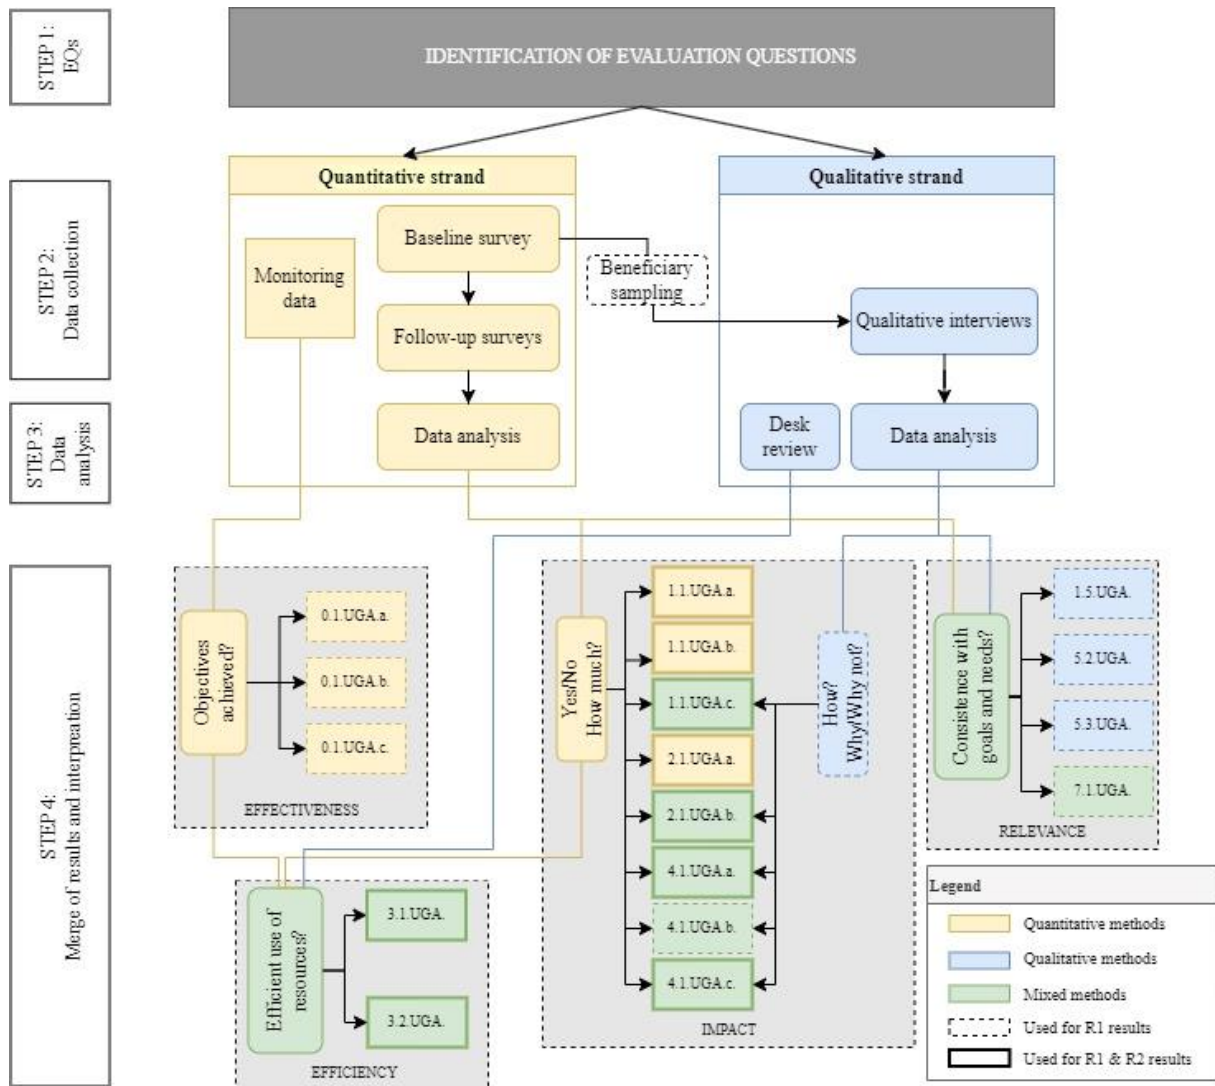 STEP 1:
EQs
IDENTIFICATION OF EVALUATION QUESTIONS
STEP 2:
Data collection
Quantitative strand
Qualitative strand
Baseline survey
Monitoring
data
Beneficiary
sampling
Follow-up surveys
Qualitative interviews
STEP 3:
Data
analysis
Data analysis
Desk
review
Data analysis
STEP 4:
Merge of results and interpreation
Objectives
achieved?
0.1.UGA.a.
0.1.UGA.b.
0.1.UGA.c.
EFFECTIVENESS
Yes/No
How much?
1.1.UGA.a.
1.1.UGA.b.
1.1.UGA.c.
2.1.UGA.a.
2.1.UGA.b.
4.1.UGA.a.
4.1.UGA.b.
4.1.UGA.c.
How?
Why/Why not?
IMPACT
Consistence with
goals and needs?
1.5.UGA.
5.2.UGA.
5.3.UGA.
7.1.UGA.
RELEVANCE
Efficient use of
resources?
3.1.UGA.
3.2.UGA.
EFFICIENCY
Legend
Quantitative methods
Qualitative methods
Mixed methods
Used for R1 results
Used for R1 & R2 results